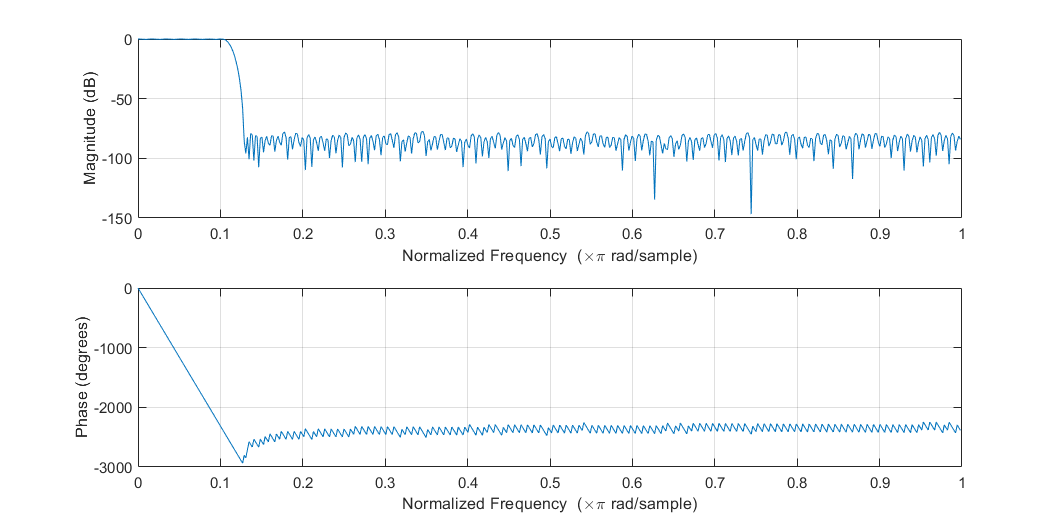 0
-50
-100
-150
Magnitude (dB)
0 0.1 0.2 0.3 0.4 0.5 0.6 0.7 0.8 0.9 1
Normalized Frequency (×π rad/sample)
0
-1000
-2000
-3000
Phase (degrees)
0 0.1 0.2 0.3 0.4 0.5 0.6 0.7 0.8 0.9 1
Normalized Frequency (×π rad/sample)